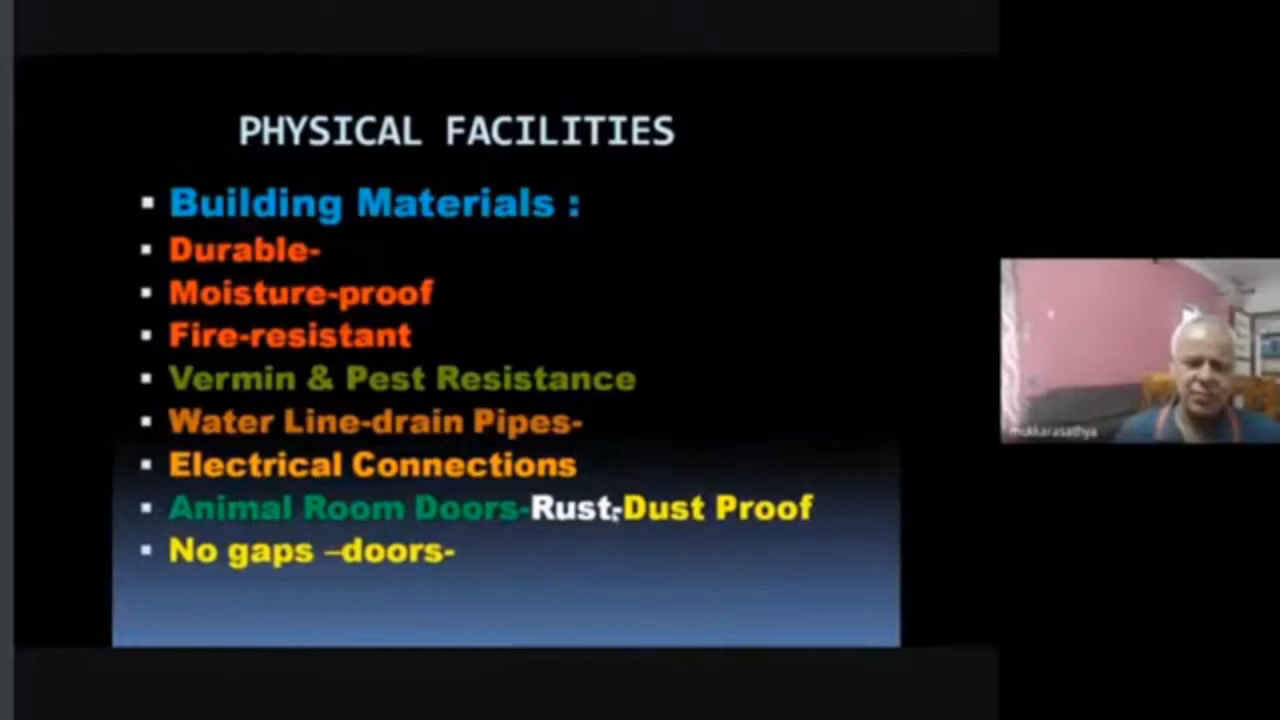 PHYSICAL FACILITIES
Building Materials :
Durable-
Moisture-proof
Fire-resistant
Vermin & Pest Resistance
Water Line-drain Pipes-
Electrical Connections
Animal Room Doors-Rust-Dust Proof
No gaps –doors-
mukkarasathya